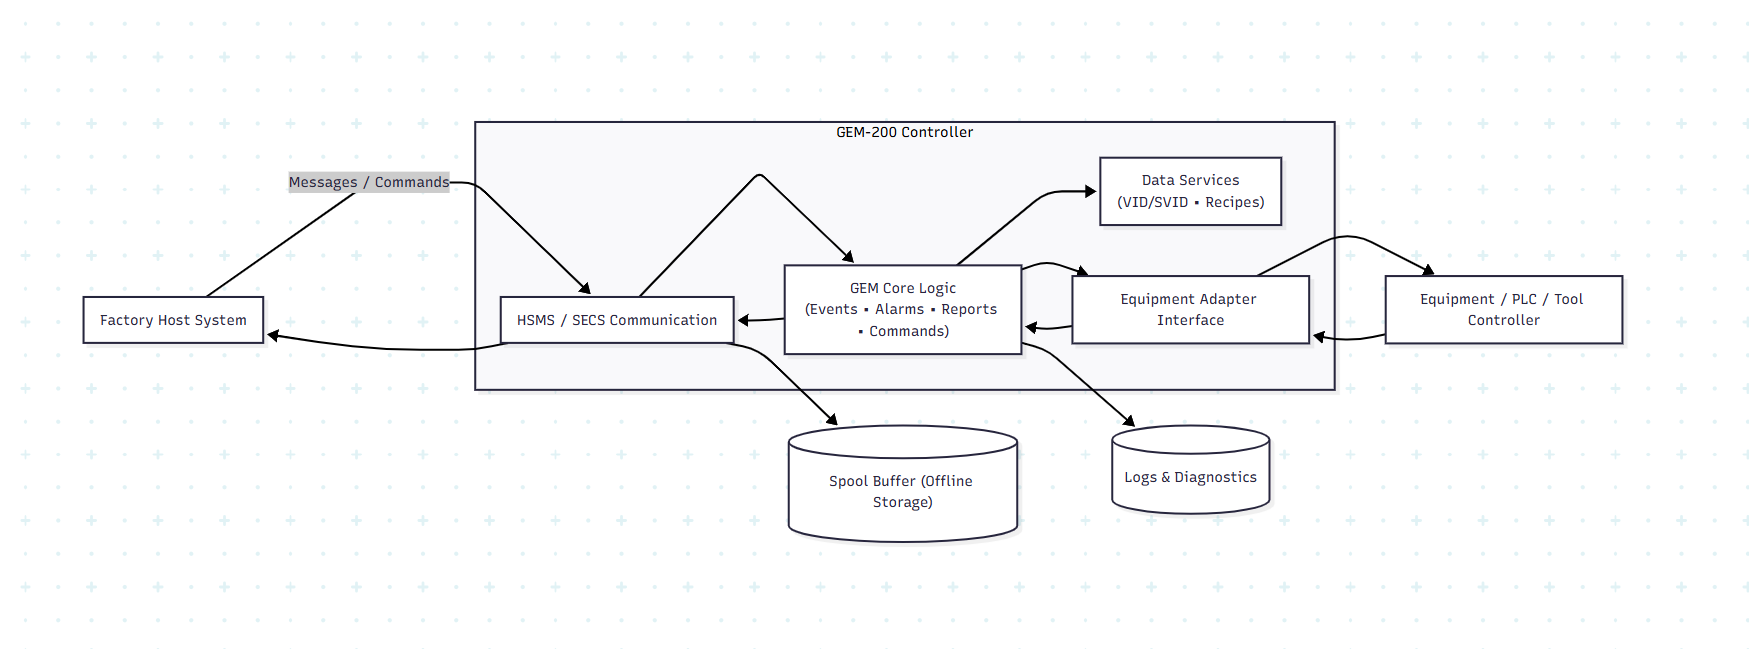 GEM-200 Controller
Messages / Commands
Data Services
(VID/SVID ▪ Recipes)
Factory Host System
HSMS / SECS Communication
GEM Core Logic
(Events ▪ Alarms ▪ Reports
▪ Commands)
Equipment Adapter
Interface
Equipment / PLC / Tool
Controller
Spool Buffer (Offline
Storage)
Logs & Diagnostics